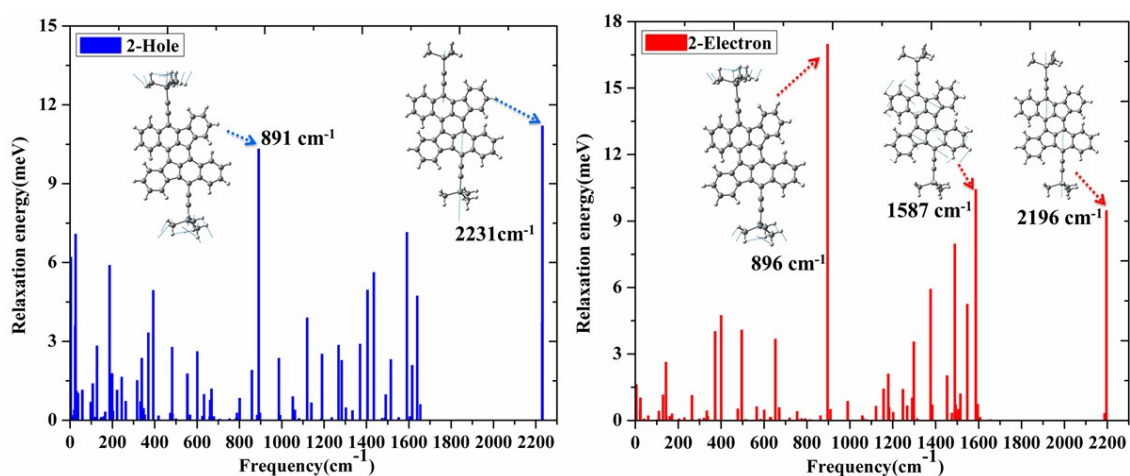 2-Hole
891 cm-1
2231cm-1
Relaxation energy(meV)
15
12
9
6
3
0
0 200 400 600 800 1000 1200 1400 1600 2000 2200
Frequency(cm-1)
2-Electron
896 cm-1
1587 cm-1
2196 cm-1
Relaxation energy(meV)
18
15
12
9
6
3
0
0 200 400 600 800 1000 1200 1400 1600 2200
Frequency(cm-1)